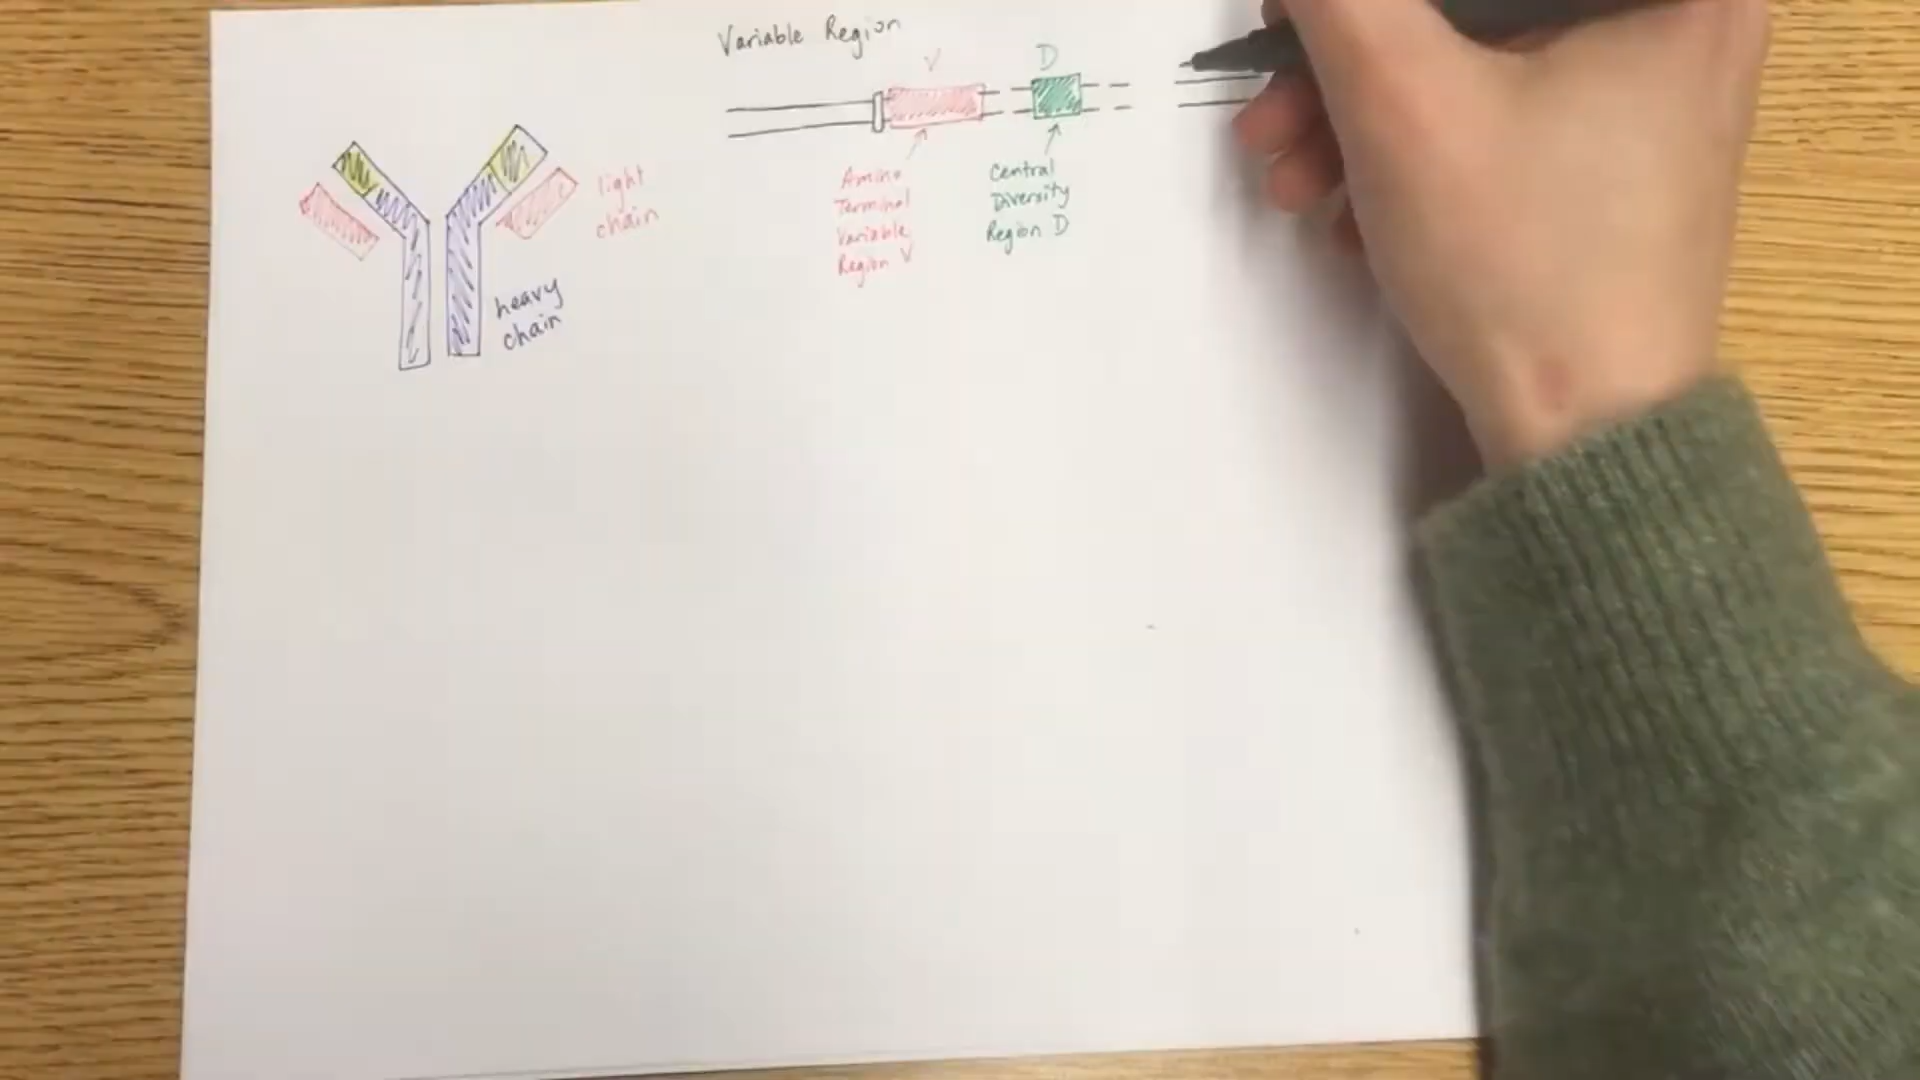 Variable Region
V
D
light
chain
heavy
chain
Amino
Terminal
Variable
Region V
Central
Diversity
Region D